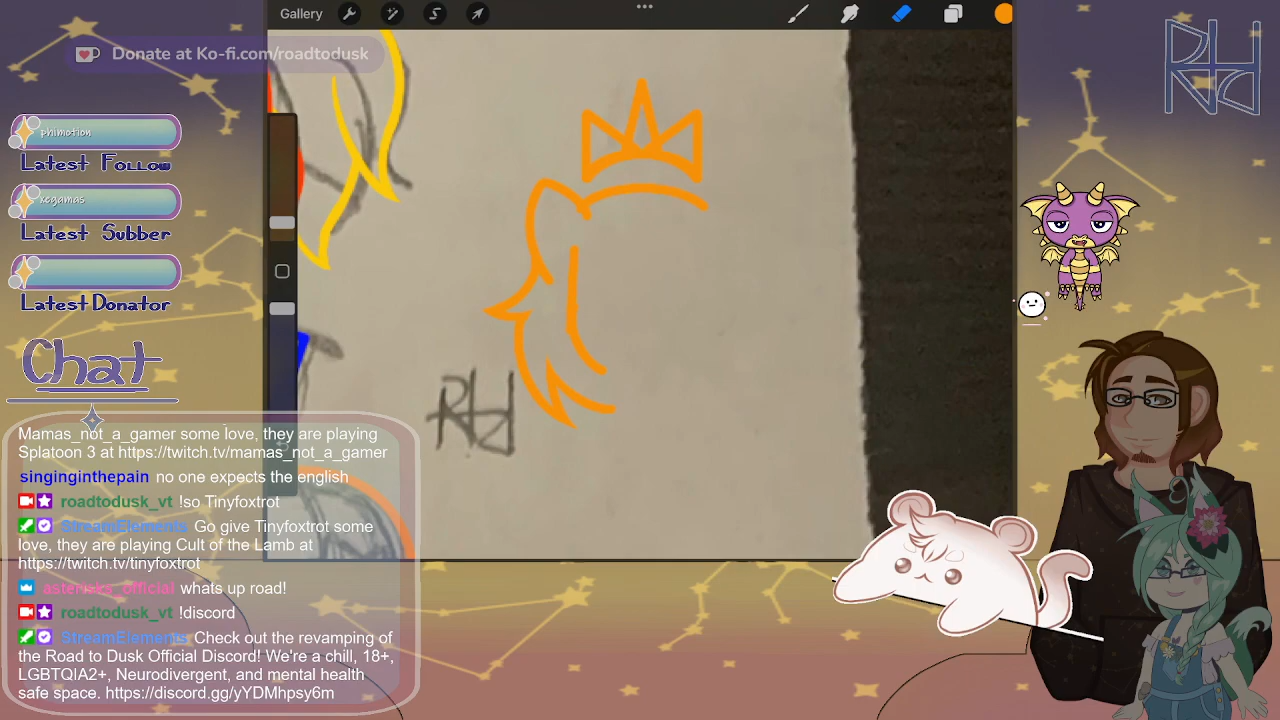 Gallery
Donate at Ko-fi.com/roadtodusk
phimotion
Latest Follow
xegamas
Latest Subber
Latest Donator
Chat
Mamas_not_a_gamer some love, they are playing
Splatoon 3 at https://twitch.tv/mamas_not_a_gamer
singinginthepain no one expects the english
roadtodusk_vt !so Tinyfoxtrot
StreamElements Go give Tinyfoxtrot some
love, they are playing Cult of the Lamb at
https://twitch.tv/tinyfoxtrot
asterisks_official whats up road!
roadtodusk_vt !discord
StreamElements Check out the revamping of
the Road to Dusk Official Discord! We're a chill, 18+,
LGBTQIA2+, Neurodivergent, and mental health
safe space. https://discord.gg/yYDMhpsy6m
Rtd
Rtd